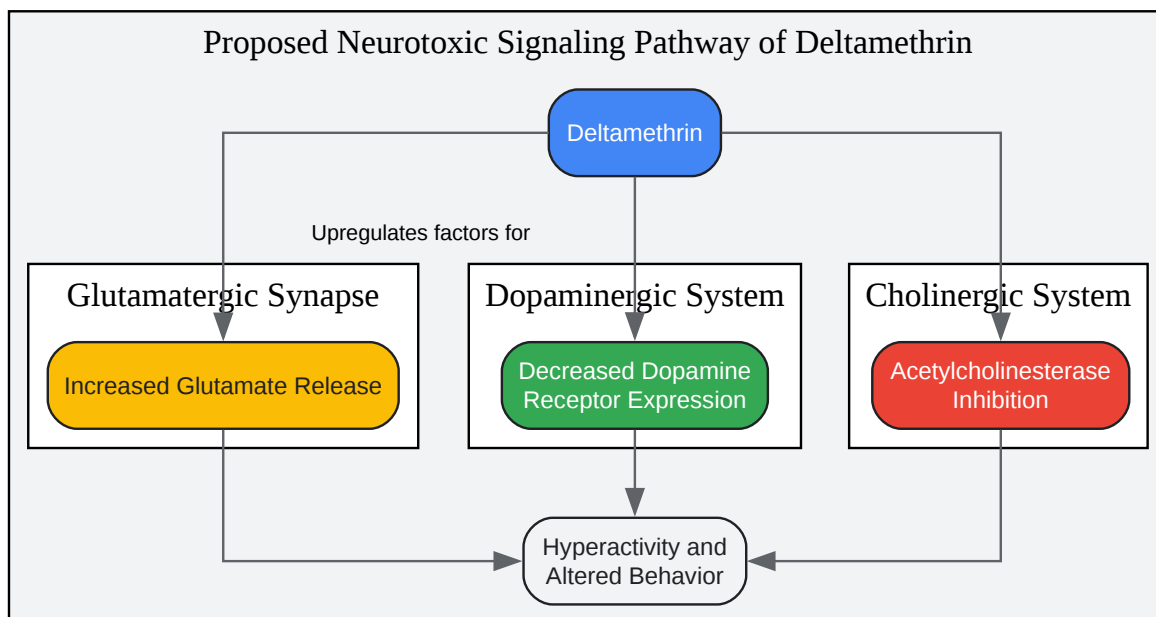 Proposed Neurotoxic Signaling Pathway of Deltamethrin
Deltamethrin
Upregulates factors for
Glutamatergic Synapse
Increased Glutamate Release
Dopaminergic System
Decreased Dopamine
Receptor Expression
Cholinergic System
Acetylcholinesterase
Inhibition
Hyperactivity and
Altered Behavior